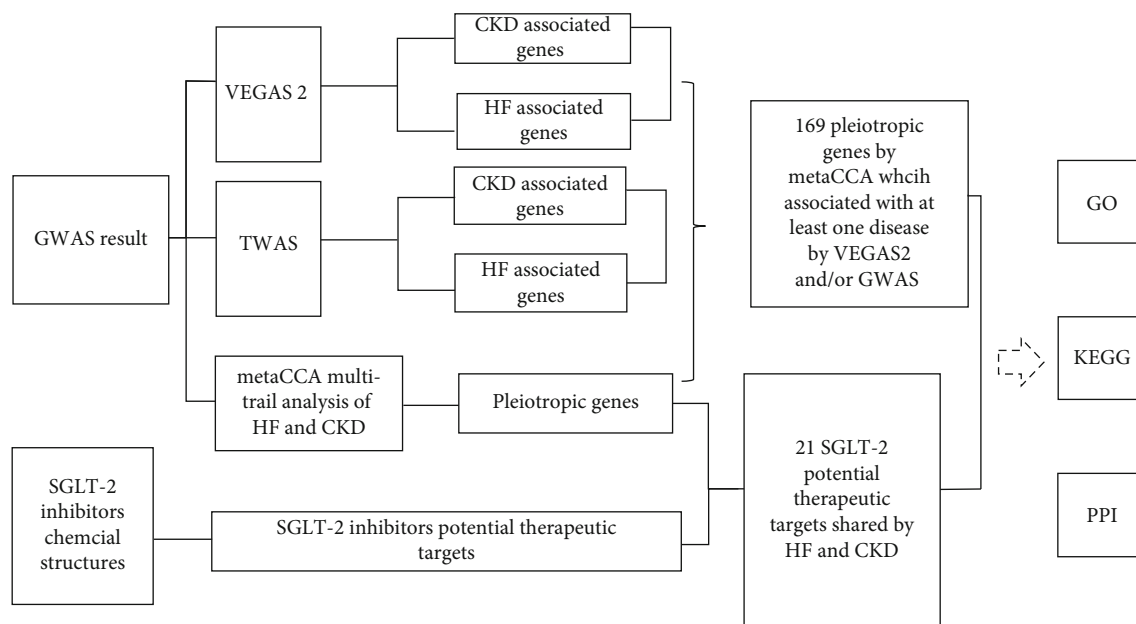 GWAS result
VEGAS 2
CKD associated
genes
HF associated
genes
TWAS
CKD associated
genes
HF associated
genes
metaCCA multi-
trail analysis of
HF and CKD
Pleiotropic genes
SGLT-2
inhibitors
chemcial
structures
SGLT-2 inhibitors potential therapeutic
targets
169 pleiotropic
genes by
metaCCA whcih
associated with at
least one disease
by VEGAS2
and/or GWAS
21 SGLT-2
potential
therapeutic
targets shared by
HF and CKD
GO
KEGG
PPI